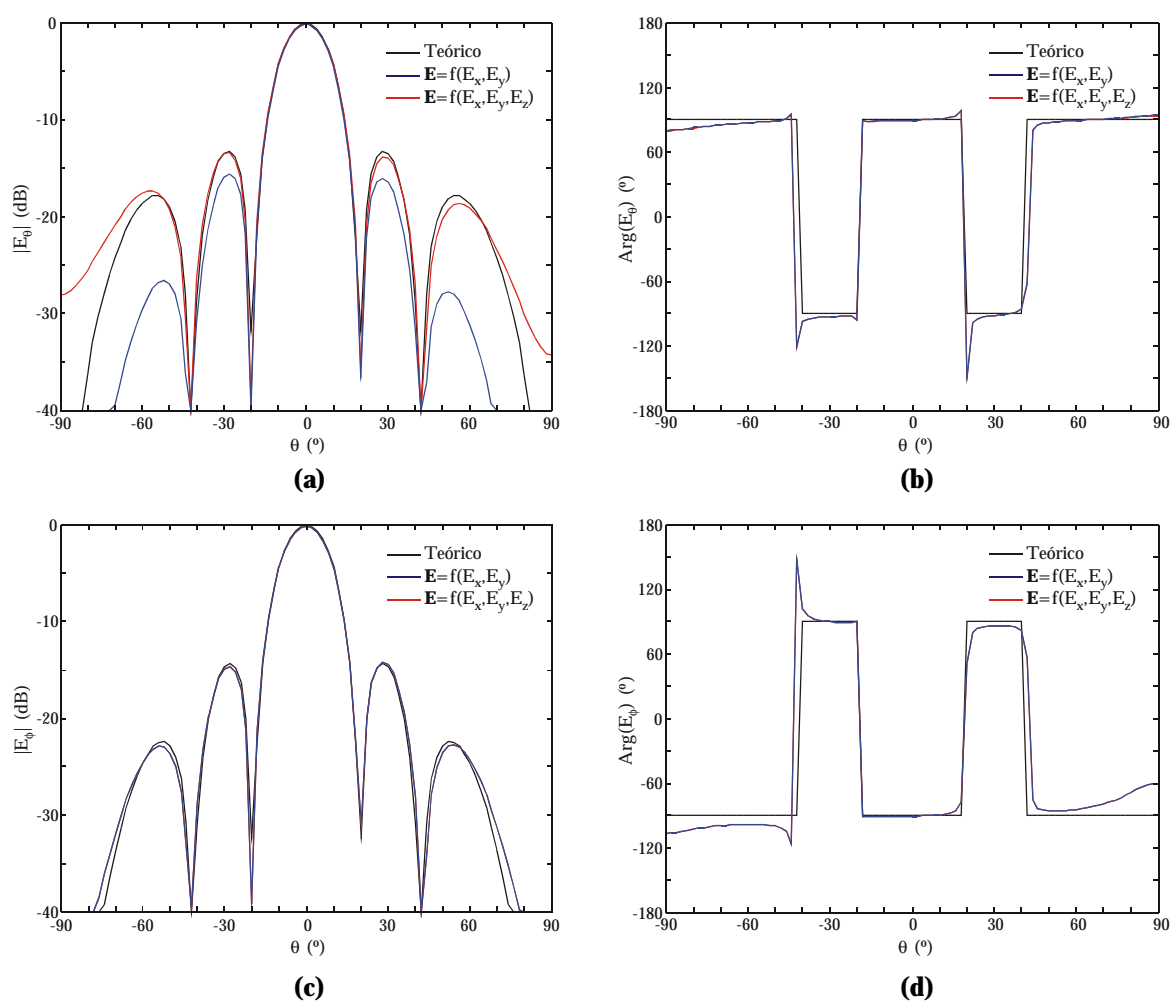 0
-10
-20
-30
-40
|E_θ| (dB)
Teórico
E=f(E_x,E_y)
E=f(E_x,E_y,E_z)
-90 -60 -30 0 30 60 90
θ (º)
(a)
180
120
60
0
-60
-120
-180
Arg(E_θ) (º)
Teórico
E=f(E_x,E_y)
E=f(E_x,E_y,E_z)
-90 -60 -30 0 30 60 90
θ (º)
(b)
0
-10
-20
-30
-40
|E_ϕ| (dB)
Teórico
E=f(E_x,E_y)
E=f(E_x,E_y,E_z)
-90 -60 -30 0 30 60 90
θ (º)
(c)
180
120
60
0
-60
-120
-180
Arg(E_ϕ) (º)
Teórico
E=f(E_x,E_y)
E=f(E_x,E_y,E_z)
-90 -60 -30 0 30 60 90
θ (º)
(d)